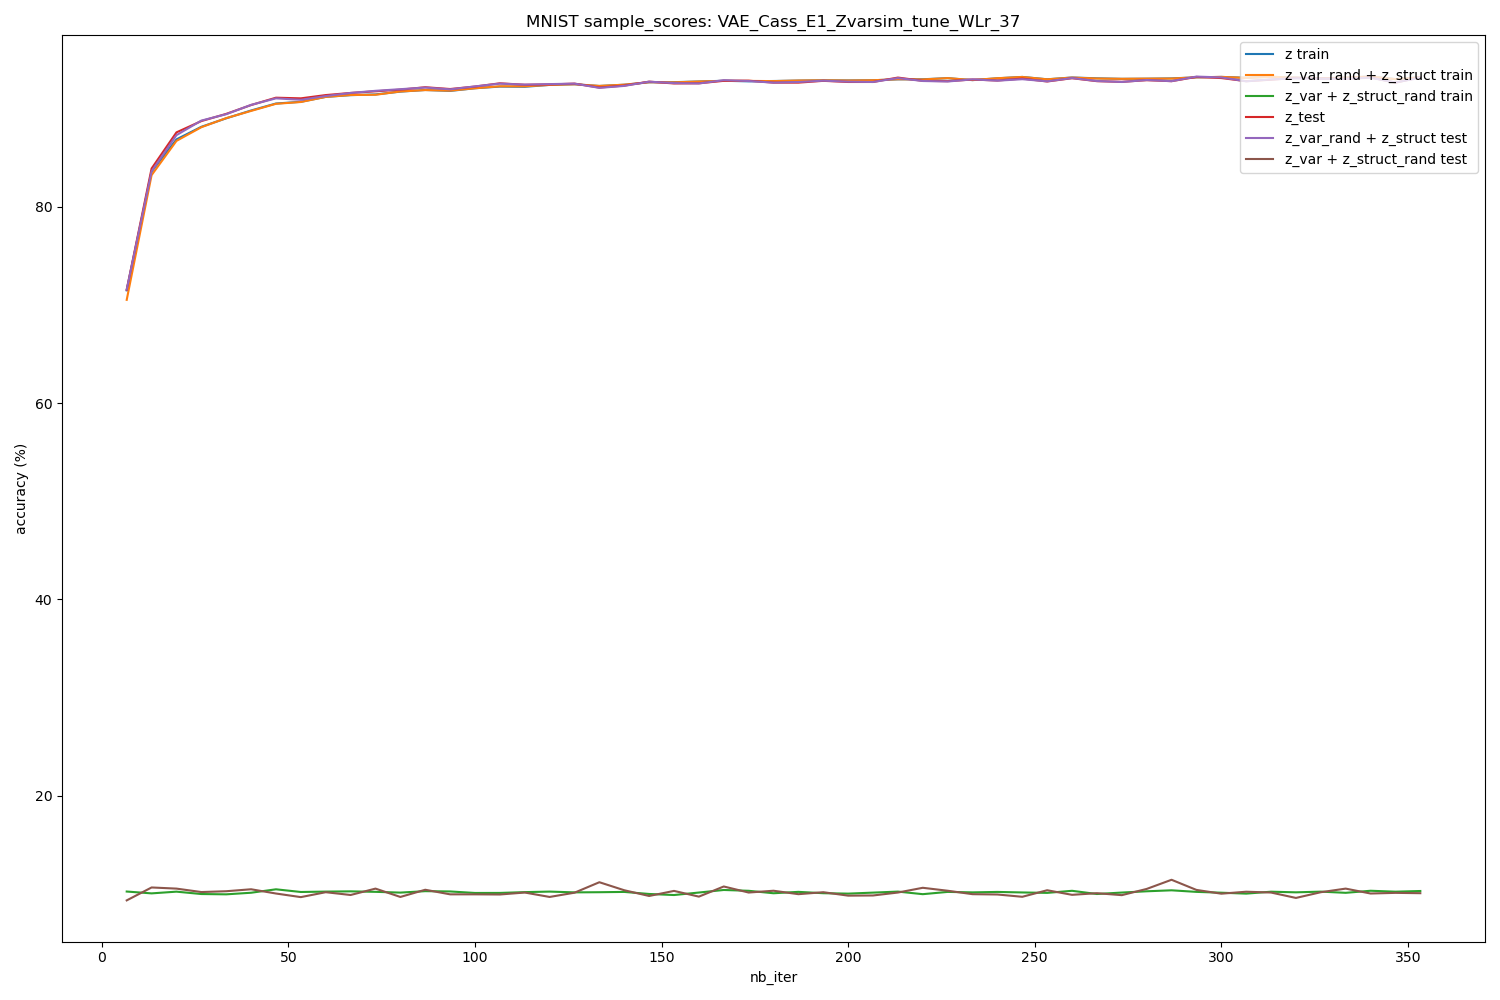 MNIST sample_scores: VAE_Cass_E1_Zvarsim_tune_WLr_37
z train
z_var_rand + z_struct train
z_var + z_struct_rand train
z_test
z_var_rand + z_struct test
z_var + z_struct_rand test
accuracy (%)
80
60
40
20
0
50
100
150
200
250
300
350
nb_iter